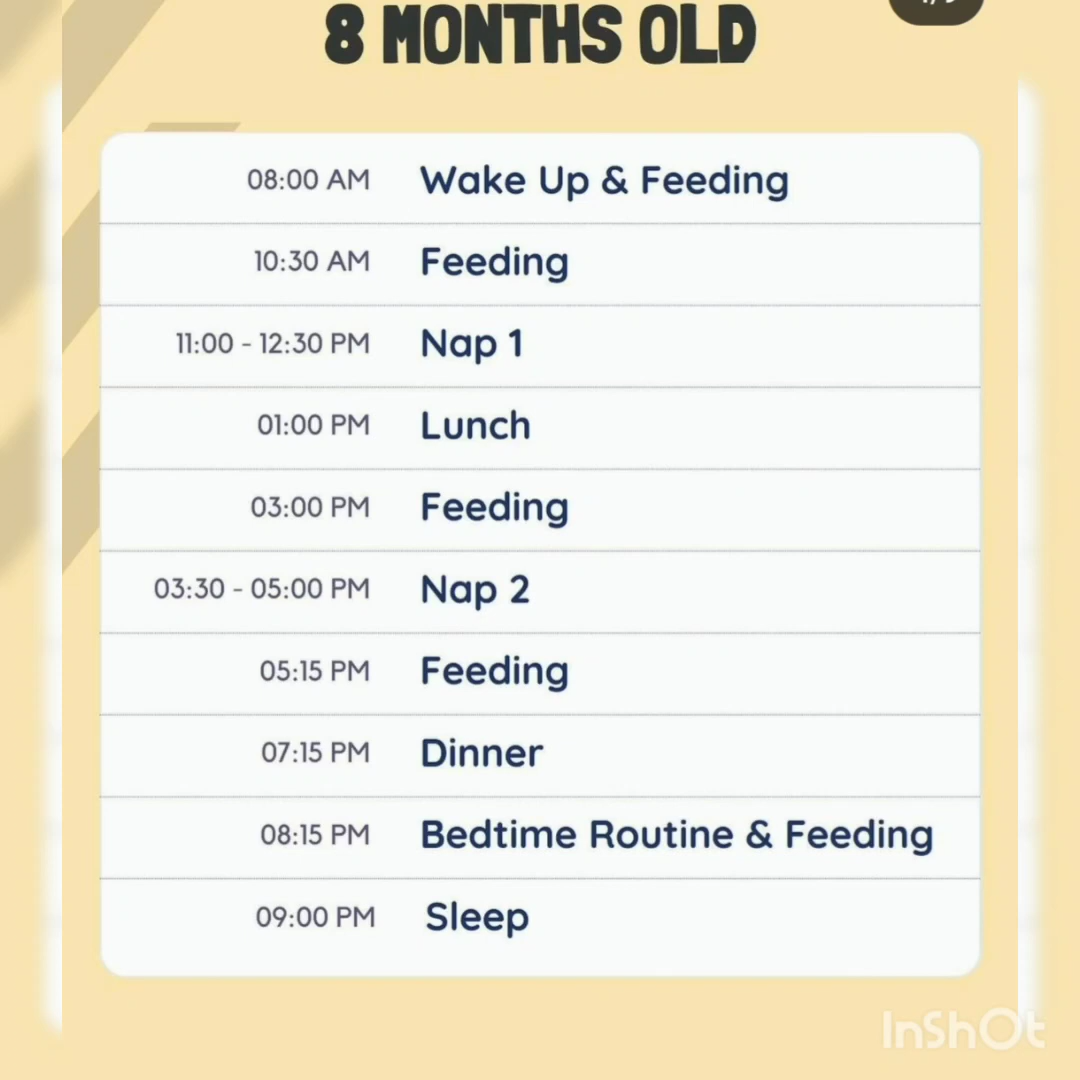 8 MONTHS OLD
08:00 AM Wake Up & Feeding
10:30 AM Feeding
11:00 - 12:30 PM Nap 1
01:00 PM Lunch
03:00 PM Feeding
03:30 - 05:00 PM Nap 2
05:15 PM Feeding
07:15 PM Dinner
08:15 PM Bedtime Routine & Feeding
09:00 PM Sleep
InShOt